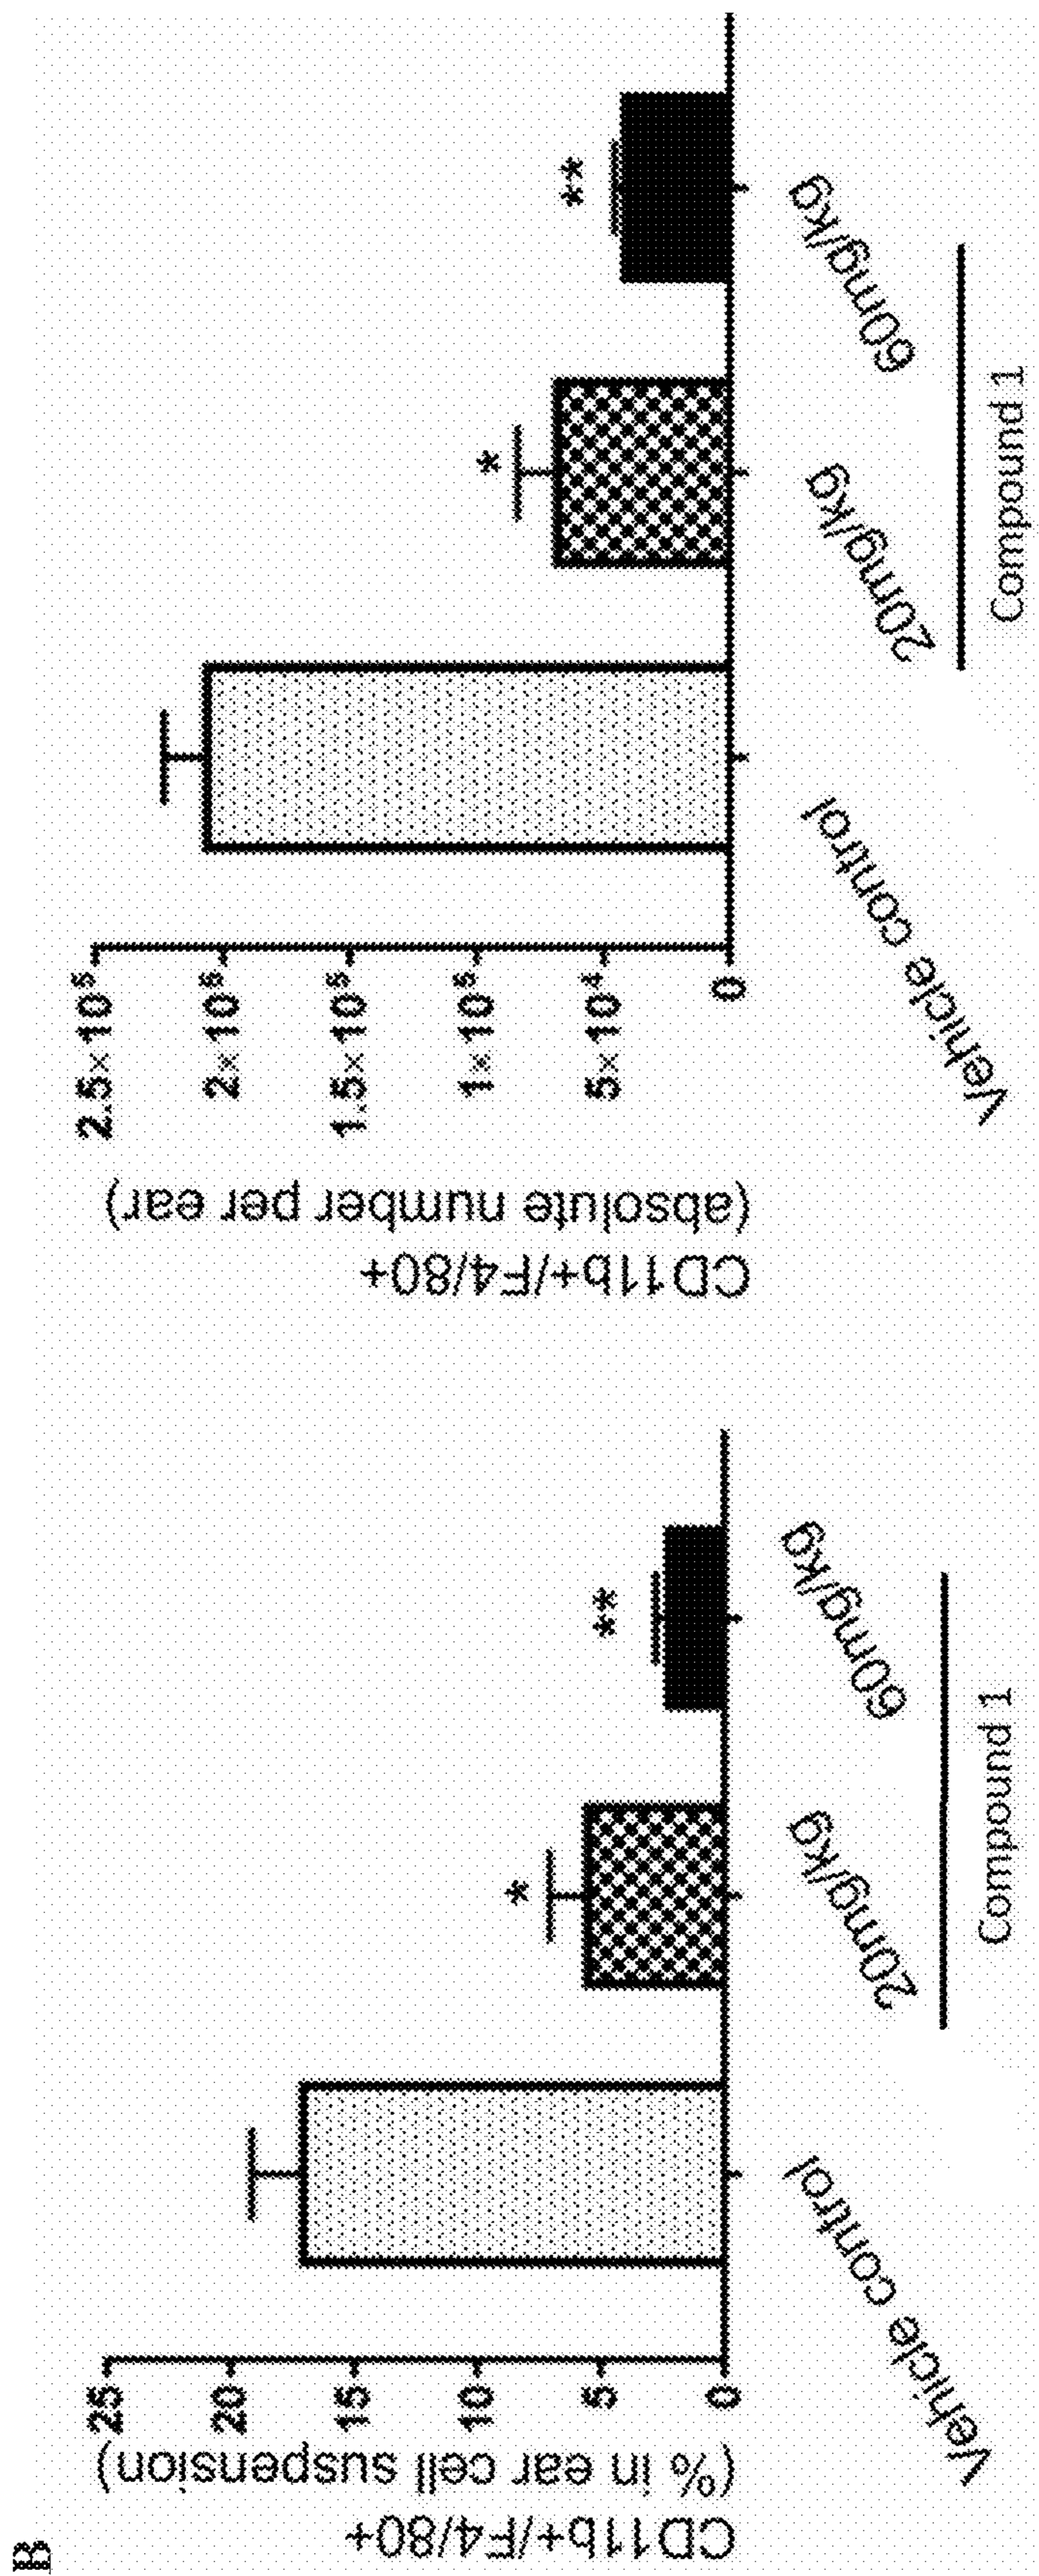 B
CD11b+/F4/80+
(% in ear cell suspension)
25
20
15
10
5
0
*
**
Vehicle control
20mg/kg
60mg/kg
Compound 1
CD11b+/F4/80+
(absolute number per ear)
2.5×10⁵
2×10⁵
1.5×10⁵
1×10⁵
5×10⁴
0
*
**
Vehicle control
20mg/kg
60mg/kg
Compound 1